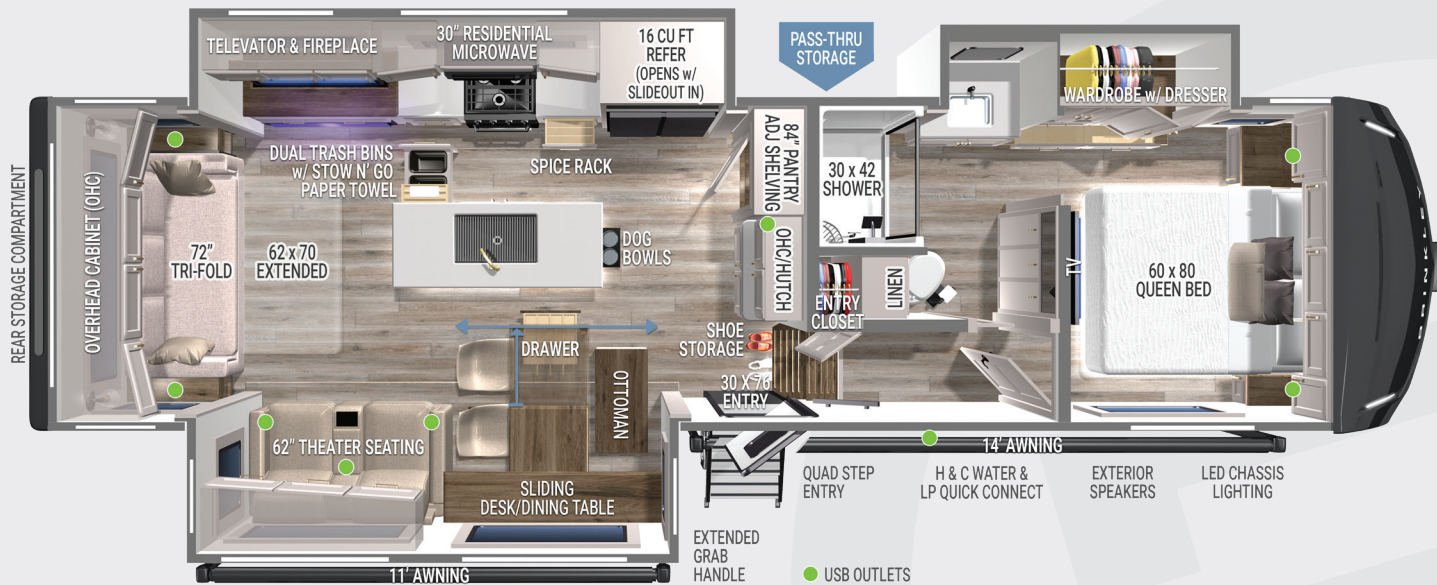 TELEVATOR & FIREPLACE
30" RESIDENTIAL
MICROWAVE
16 CU FT
REFER
(OPENS w/
SLIDEOUT IN)
PASS-THRU
STORAGE
WARDROBE w/ DRESSER
REAR STORAGE COMPARTMENT
OVERHEAD CABINET (OHC)
DUAL TRASH BINS
w/ STOW N' GO
PAPER TOWEL
SPICE RACK
84" PANTRY
ADJ SHELVING
30 x 42
SHOWER
72"
TRI-FOLD
62 x 70
EXTENDED
DOG
BOWLS
OHC/HUTCH
LINEN
ENTRY
CLOSET
TV
60 x 80
QUEEN BED
BRINKLEY
SHOE
STORAGE
DRAWER
OTTOMAN
30 X 76
ENTRY
62" THEATER SEATING
SLIDING
DESK/DINING TABLE
14' AWNING
QUAD STEP
ENTRY
H & C WATER &
LP QUICK CONNECT
EXTERIOR
SPEAKERS
LED CHASSIS
LIGHTING
EXTENDED
GRAB
HANDLE
11' AWNING
USB OUTLETS